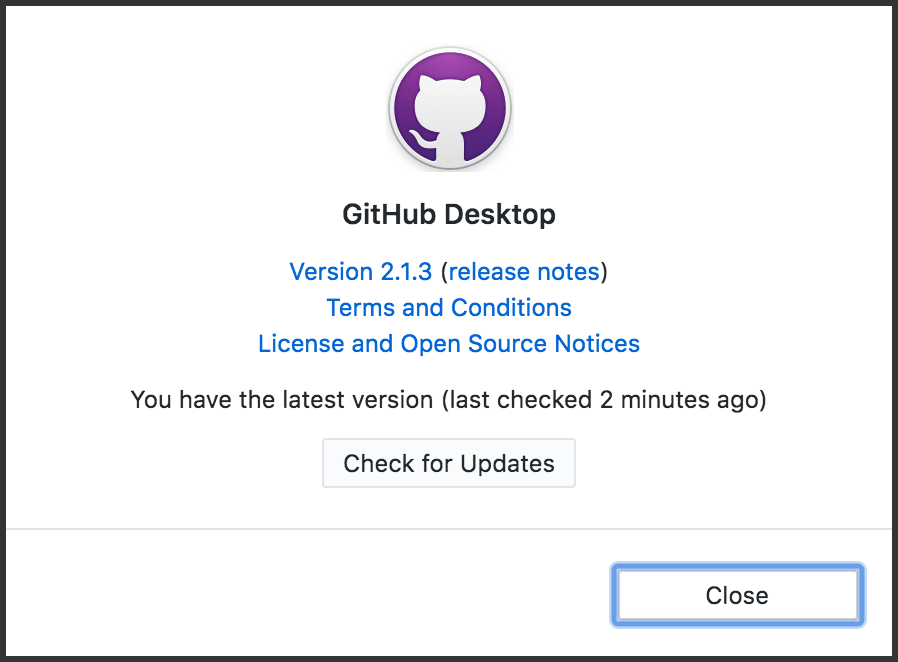 GitHub Desktop
Version 2.1.3 (release notes)
Terms and Conditions
License and Open Source Notices
You have the latest version (last checked 2 minutes ago)
Check for Updates
Close